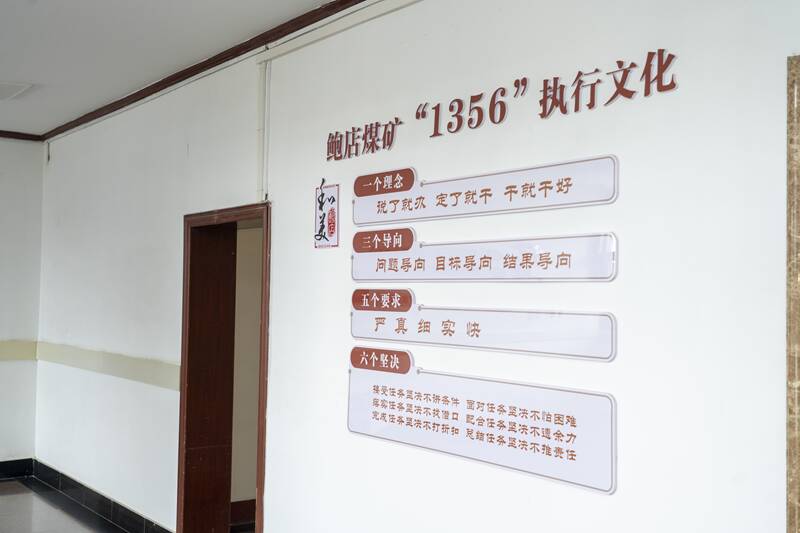 鲍店煤矿“1356”执行文化
和美
一个理念
说了就办 定了就干 干就干好
三个导向
问题导向 目标导向 结果导向
五个要求
严 真 细 实 快
六个坚决
接受任务坚决不讲条件 面对任务坚决不怕困难
落实任务坚决不找借口 配合任务坚决不遗余力
完成任务坚决不打折扣 总结任务坚决不推责任